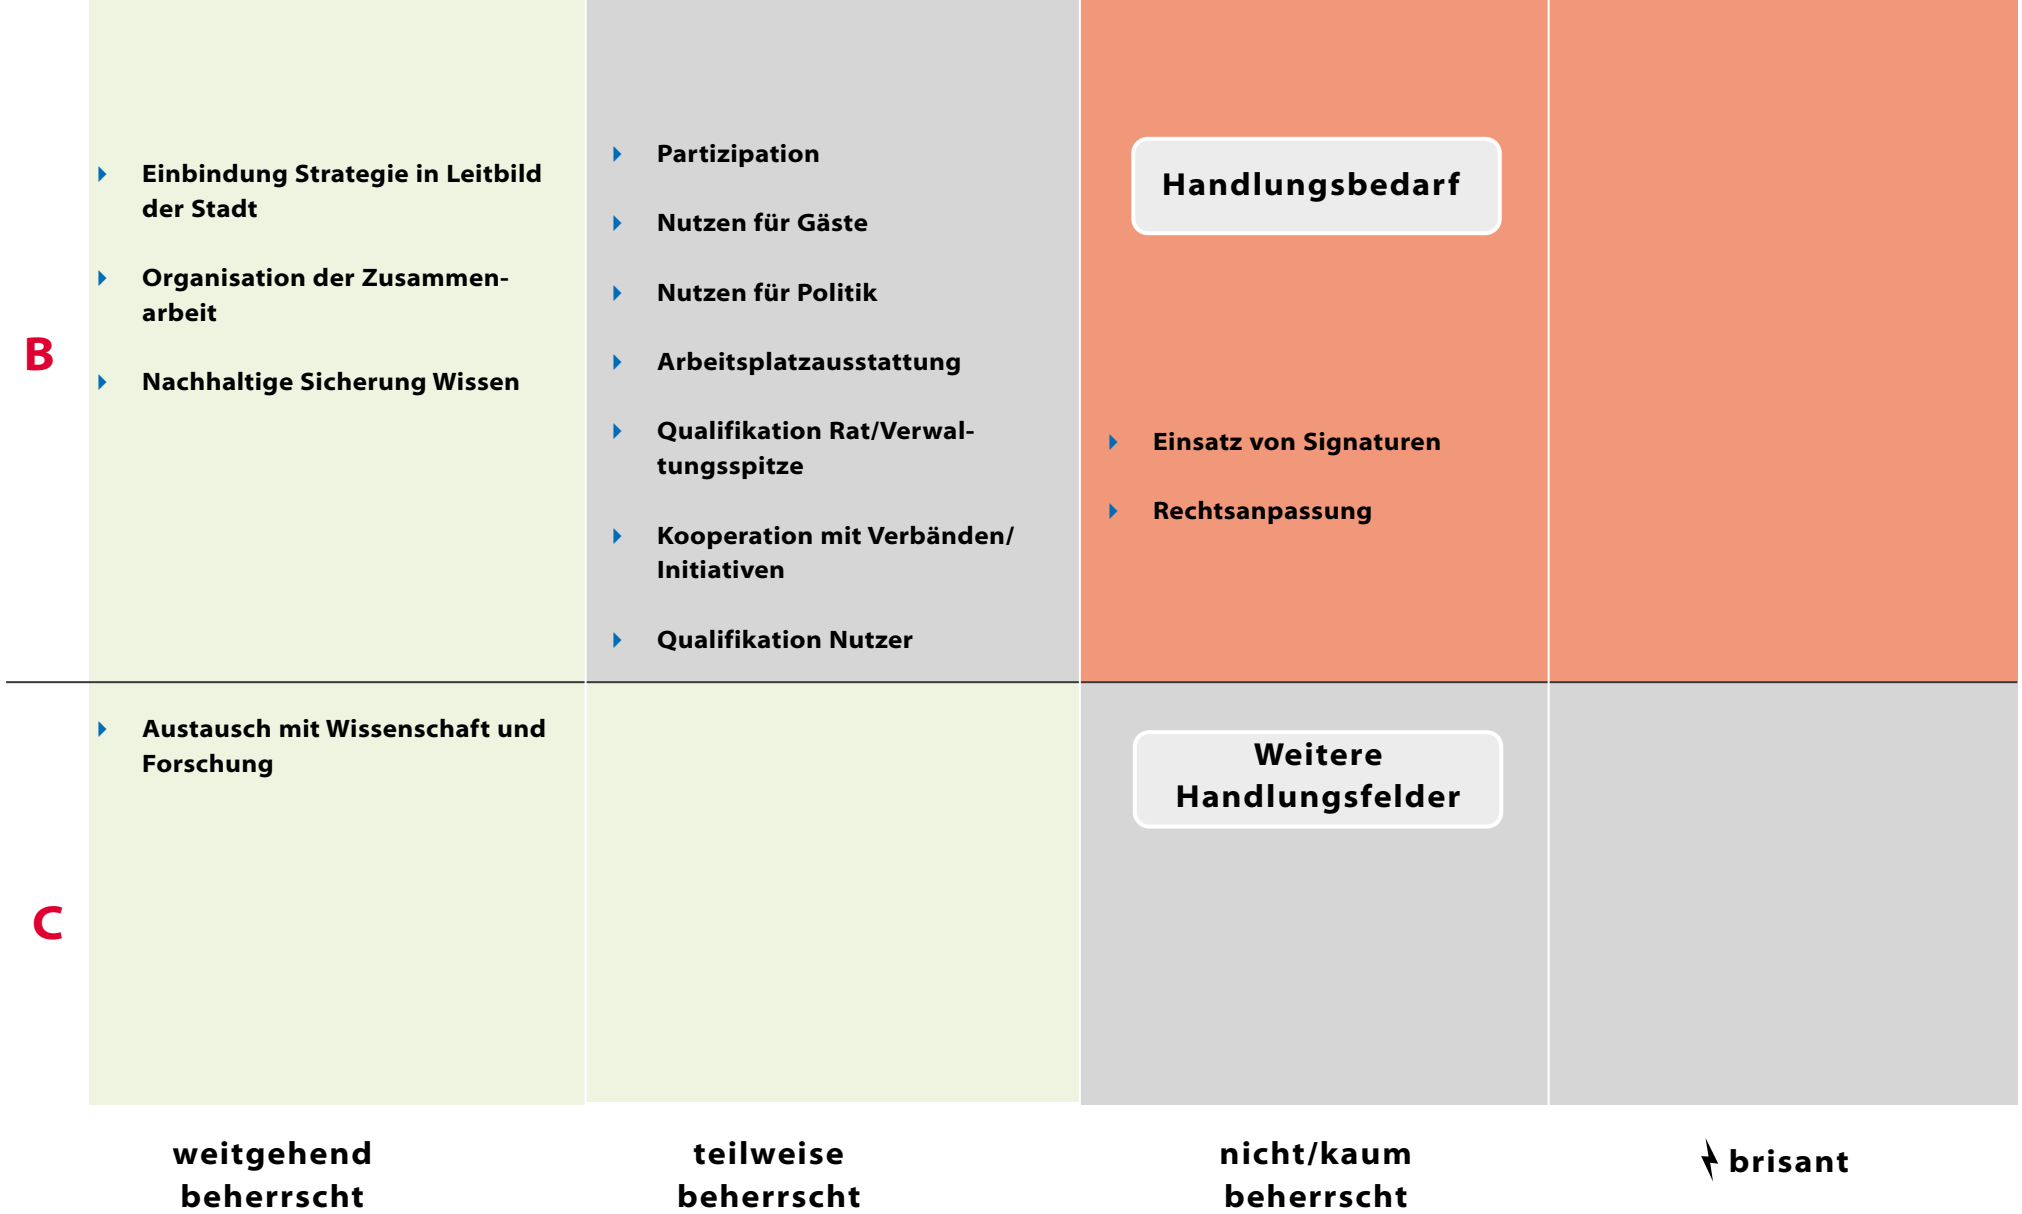 B
Einbindung Strategie in Leitbild
der Stadt
Organisation der Zusammen-
arbeit
Nachhaltige Sicherung Wissen
Partizipation
Nutzen für Gäste
Nutzen für Politik
Arbeitsplatzausstattung
Qualifikation Rat/Verwal-
tungsspitze
Kooperation mit Verbänden/
Initiativen
Qualifikation Nutzer
Handlungsbedarf
Einsatz von Signaturen
Rechtsanpassung
C
Austausch mit Wissenschaft und
Forschung
Weitere
Handlungsfelder
weitgehend
beherrscht
teilweise
beherrscht
nicht/kaum
beherrscht
brisant